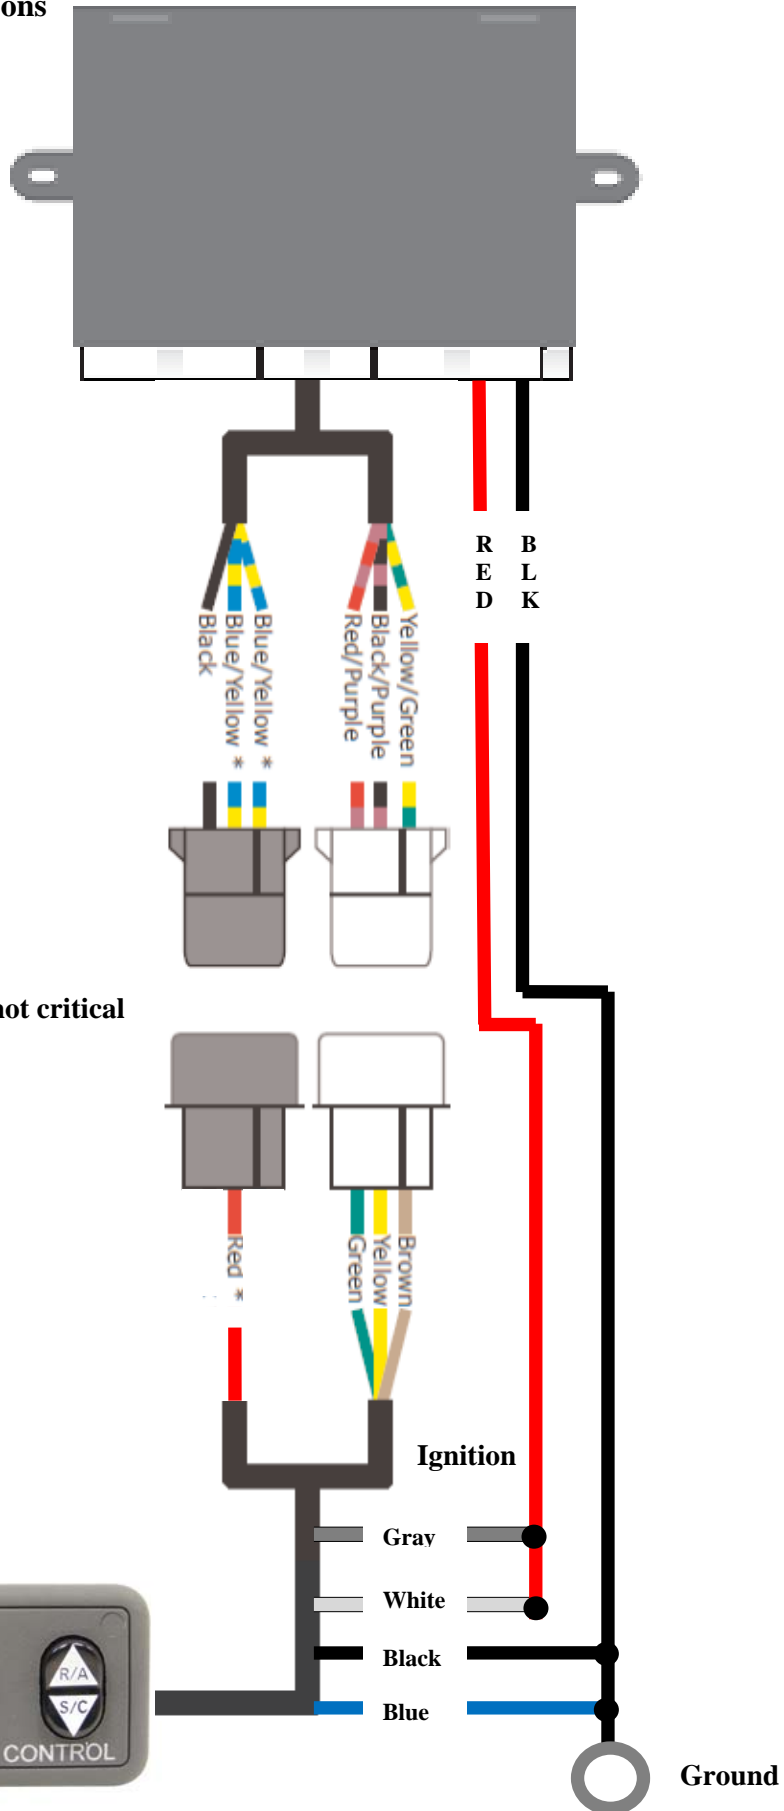 ons
R B
E L
D K
Black
Blue/Yellow *
Blue/Yellow *
Red/Purple
Black/Purple
Yellow/Green
not critical
Red *
Green
Yellow
Brown
Ignition
Gray
White
Black
Blue
R/A
S/C
CONTROL
Ground